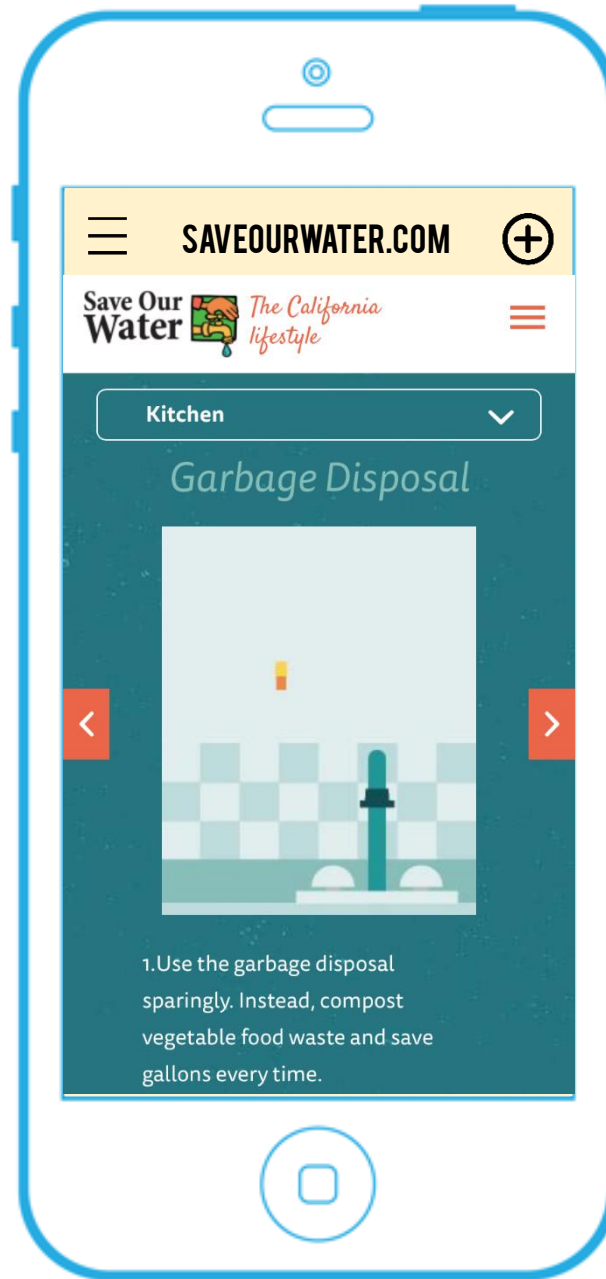 SAVEOURWATER.COM
Save Our
Water
The California
lifestyle
Kitchen
Garbage Disposal
1.Use the garbage disposal
sparingly. Instead, compost
vegetable food waste and save
gallons every time.